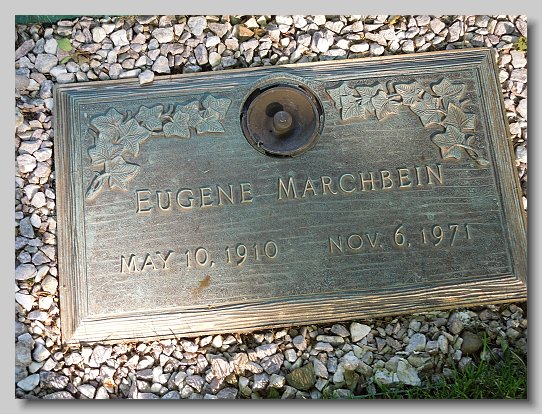 EUGENE MARCHBEIN
MAY 10, 1910 NOV. 6, 1971